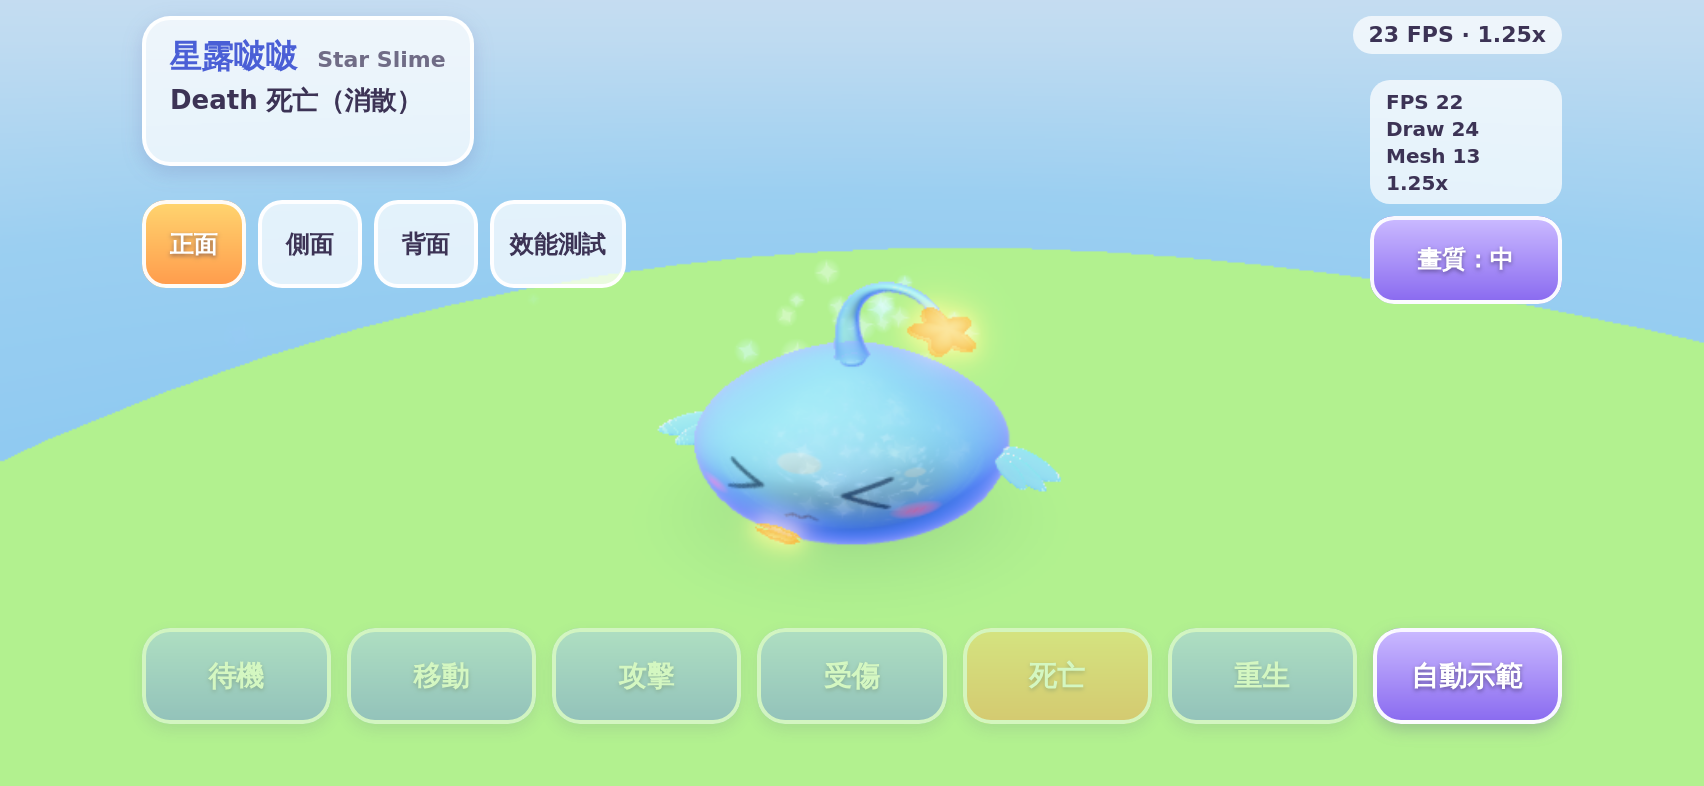 星露啵啵 Star Slime
Death 死亡（消散）
23 FPS · 1.25x
FPS 22
Draw 24
Mesh 13
1.25x
正面
側面
背面
效能測試
畫質：中
待機
移動
攻擊
受傷
死亡
重生
自動示範